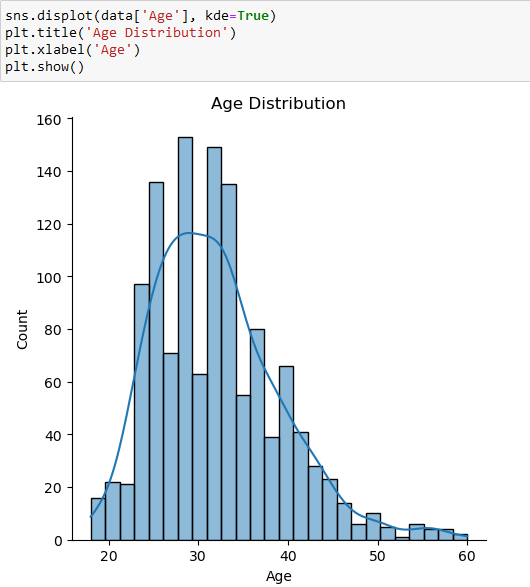 sns.displot(data['Age'], kde=True)
plt.title('Age Distribution')
plt.xlabel('Age')
plt.show()
Age Distribution
160
140
120
100
80
60
40
20
0
Count
20 30 40 50 60
Age